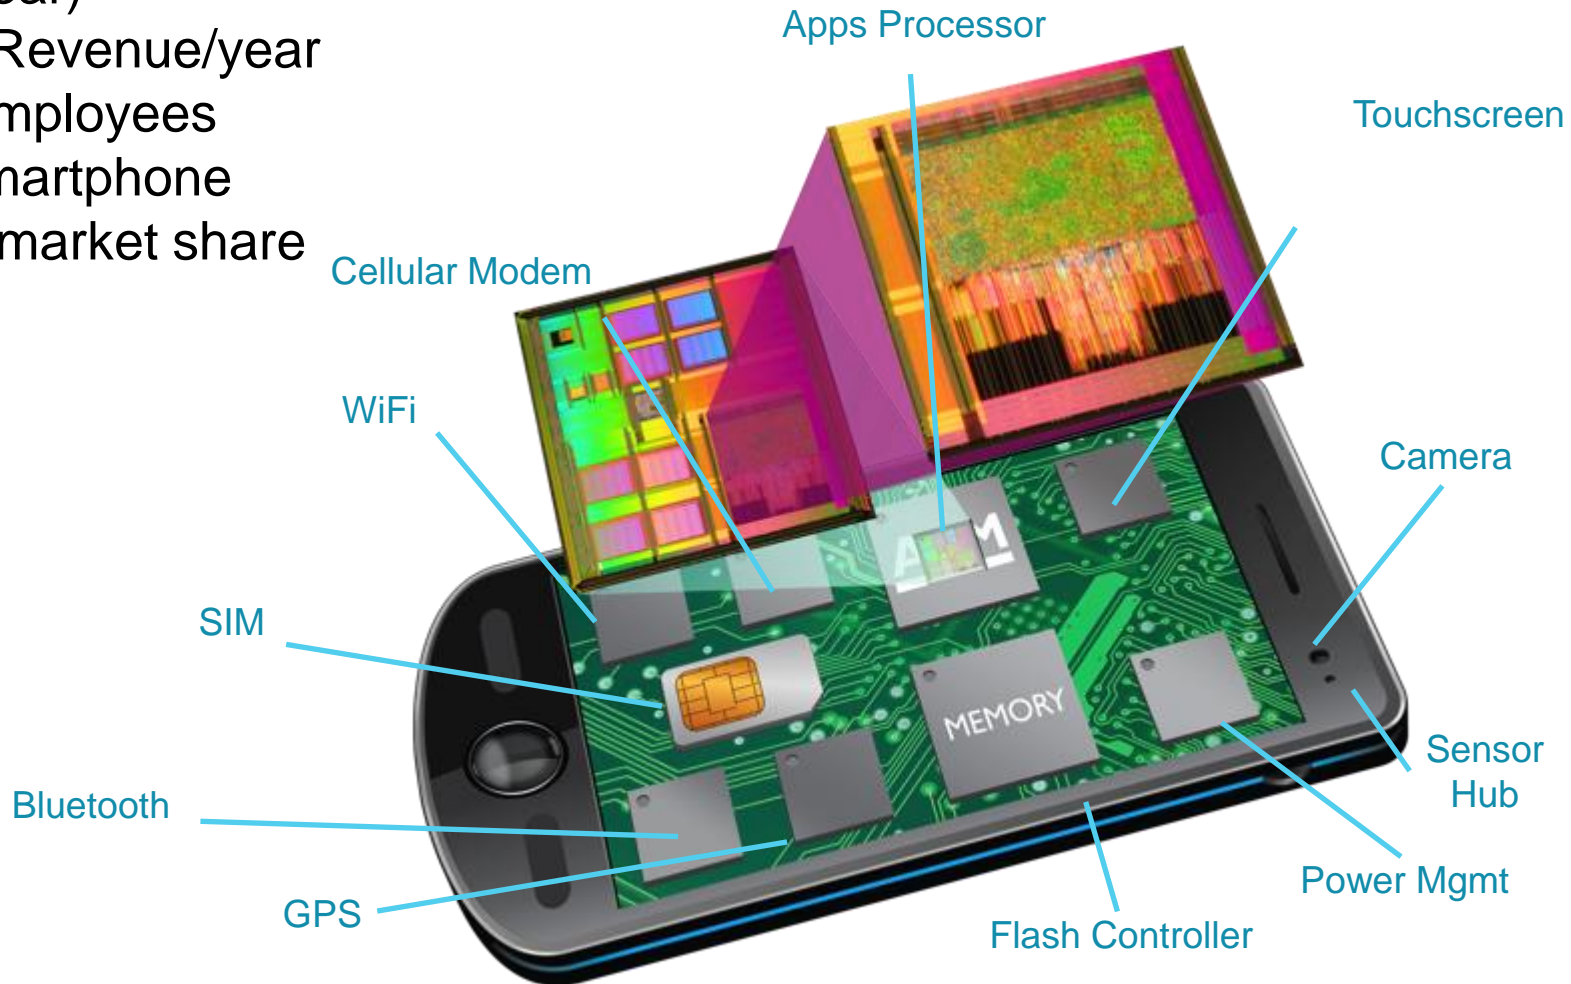 ear)
Revenue/year
mployees
martphone
market share
Apps Processor
Touchscreen
Cellular Modem
WiFi
Camera
SIM
MEMORY
Sensor
Hub
Bluetooth
Power Mgmt
GPS
Flash Controller